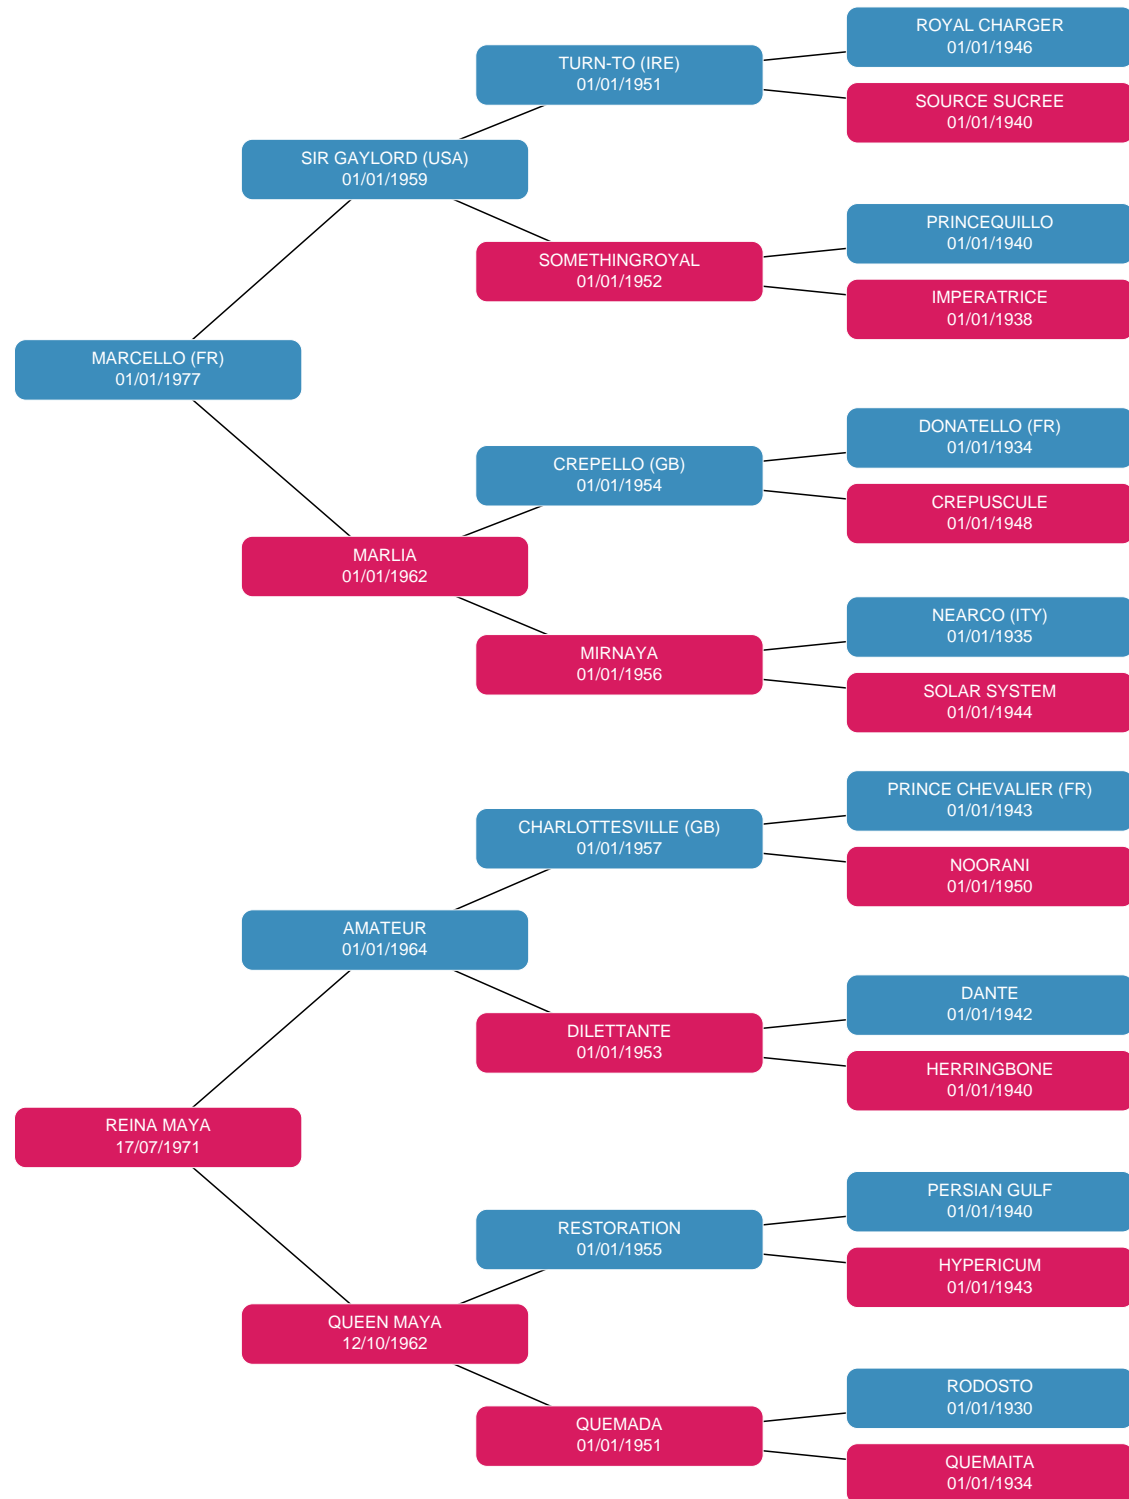 ROYAL CHARGER
01/01/1946
TURN-TO (IRE)
01/01/1951
SOURCE SUCREE
01/01/1940
SIR GAYLORD (USA)
01/01/1959
PRINCEQUILLO
01/01/1940
SOMETHINGROYAL
01/01/1952
IMPERATRICE
01/01/1938
MARCELLO (FR)
01/01/1977
DONATELLO (FR)
01/01/1934
CREPELLO (GB)
01/01/1954
CREPUSCULE
01/01/1948
MARLIA
01/01/1962
NEARCO (ITY)
01/01/1935
MIRNAYA
01/01/1956
SOLAR SYSTEM
01/01/1944
PRINCE CHEVALIER (FR)
01/01/1943
CHARLOTTESVILLE (GB)
01/01/1957
NOORANI
01/01/1950
AMATEUR
01/01/1964
DANTE
01/01/1942
DILETTANTE
01/01/1953
HERRINGBONE
01/01/1940
REINA MAYA
17/07/1971
PERSIAN GULF
01/01/1940
RESTORATION
01/01/1955
HYPERICUM
01/01/1943
QUEEN MAYA
12/10/1962
RODOSTO
01/01/1930
QUEMADA
01/01/1951
QUEMAITA
01/01/1934